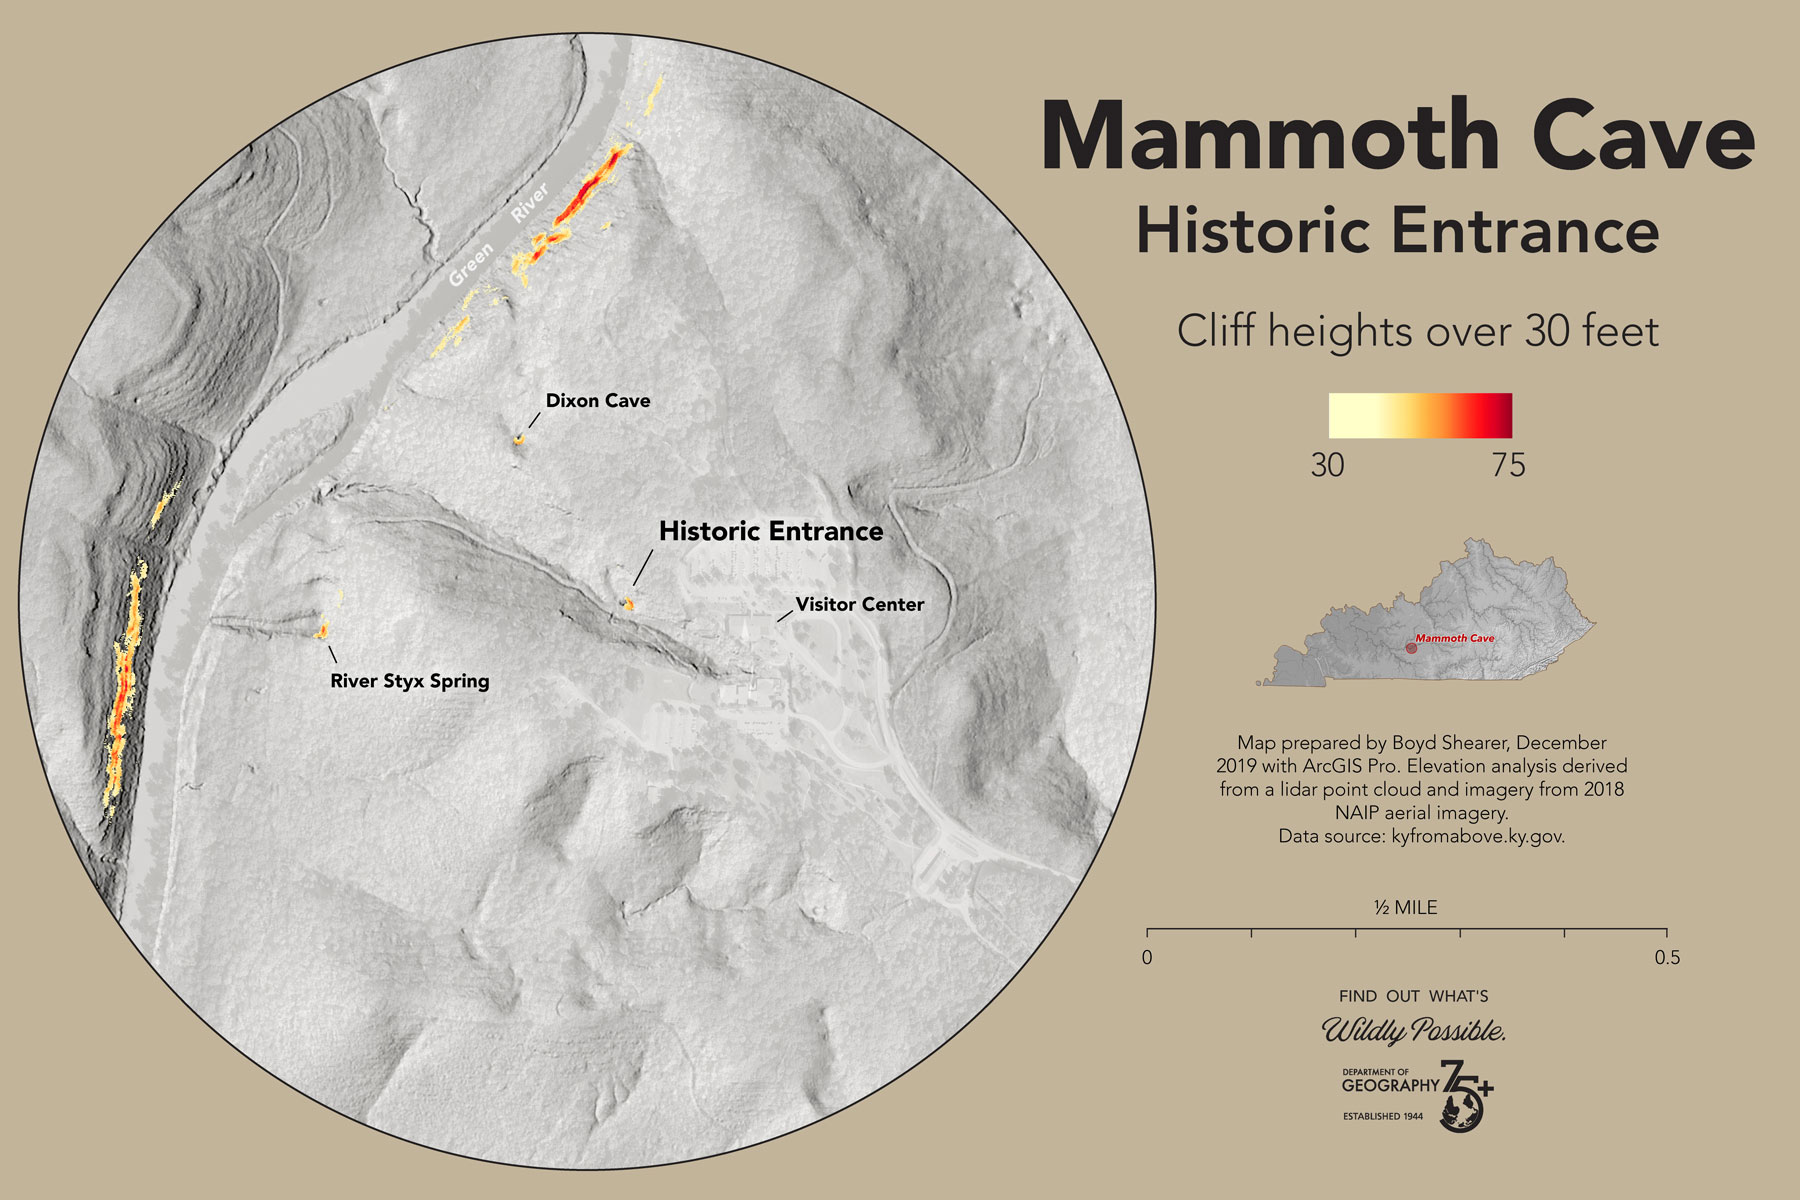 Mammoth Cave
Historic Entrance
Cliff heights over 30 feet
30 75
Green River
Dixon Cave
Historic Entrance
Visitor Center
River Styx Spring
Mammoth Cave
Map prepared by Boyd Shearer, December
2019 with ArcGIS Pro. Elevation analysis derived
from a lidar point cloud and imagery from 2018
NAIP aerial imagery.
Data source: kyfromabove.ky.gov.
½ MILE
0 0.5
FIND OUT WHAT'S
Wildly Possible.
DEPARTMENT OF
GEOGRAPHY 75+
ESTABLISHED 1944